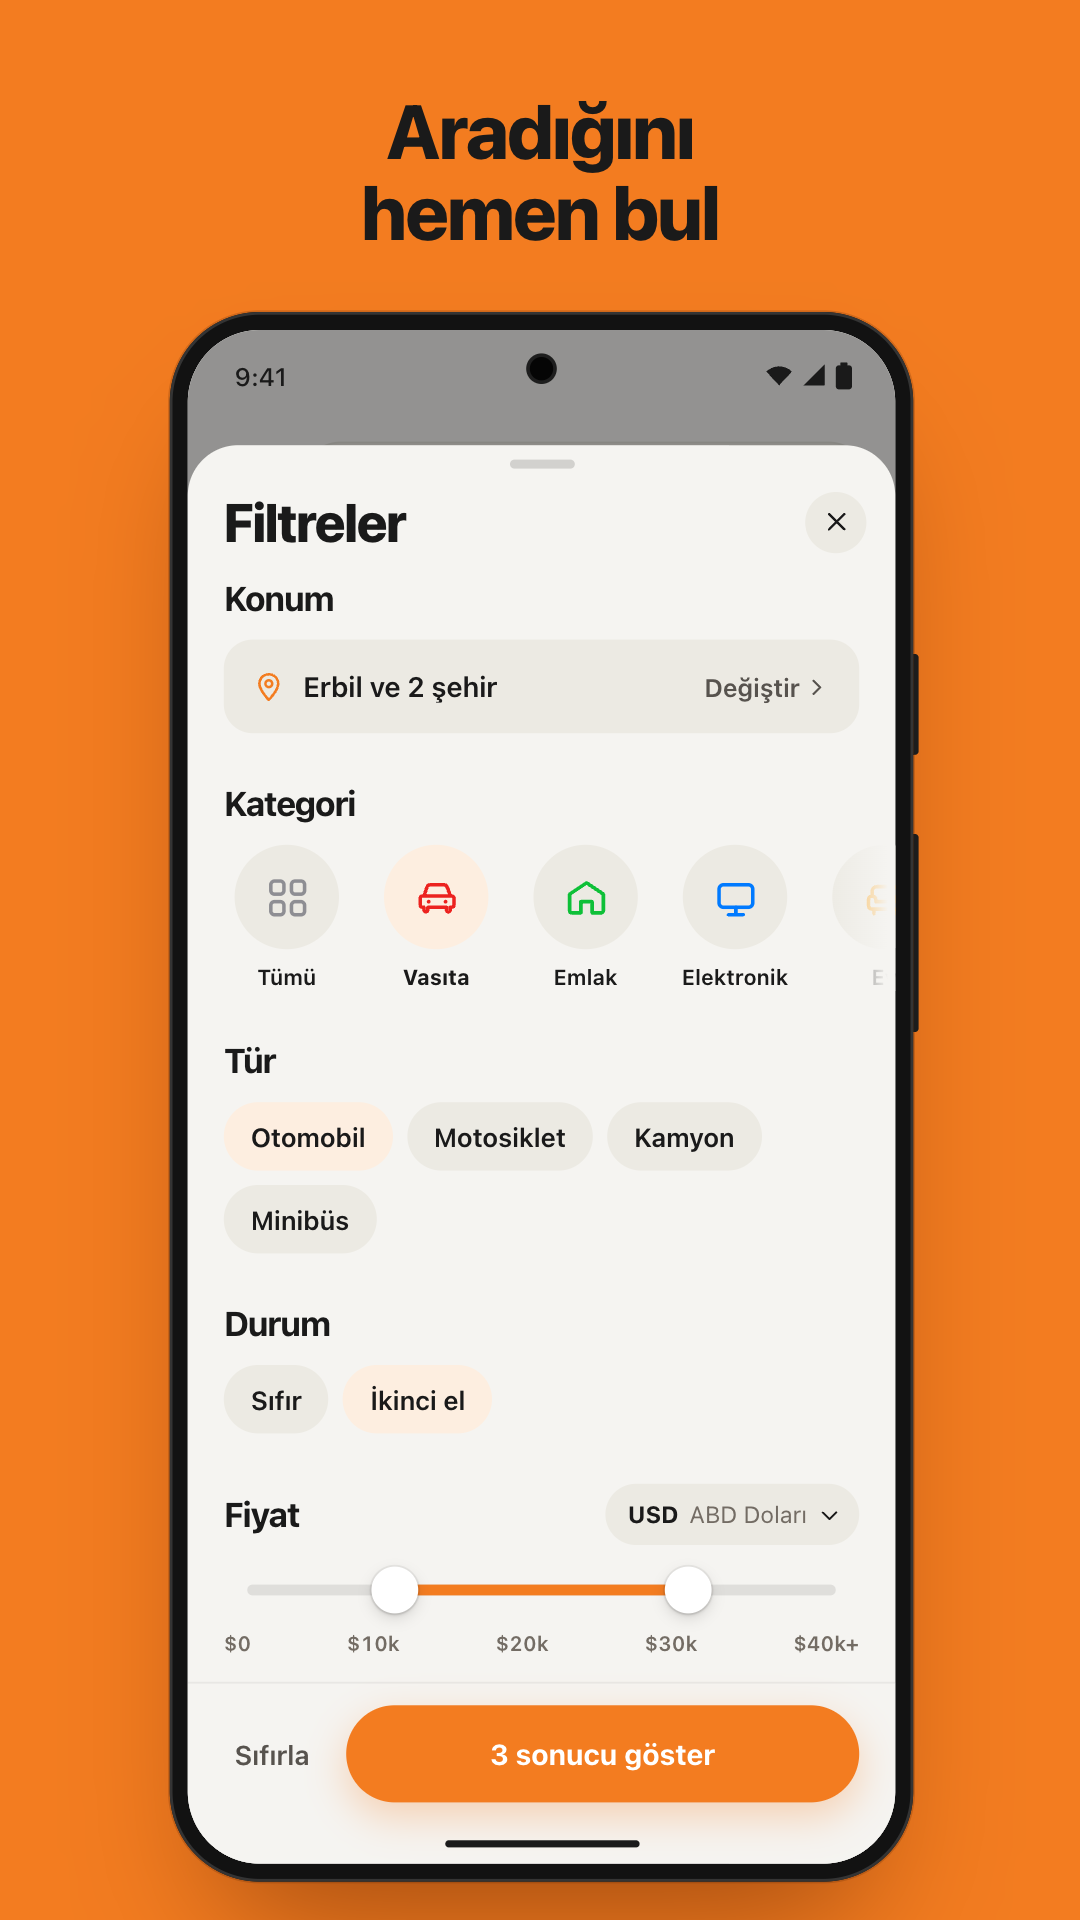 Aradığını
hemen bul
9:41
Filtreler
Konum
Erbil ve 2 şehir
Değiştir
Kategori
Tümü
Vasıta
Emlak
Elektronik
Tür
Otomobil
Motosiklet
Kamyon
Minibüs
Durum
Sıfır
İkinci el
Fiyat
USD ABD Doları
$0
$10k
$20k
$30k
$40k+
Sıfırla
3 sonucu göster